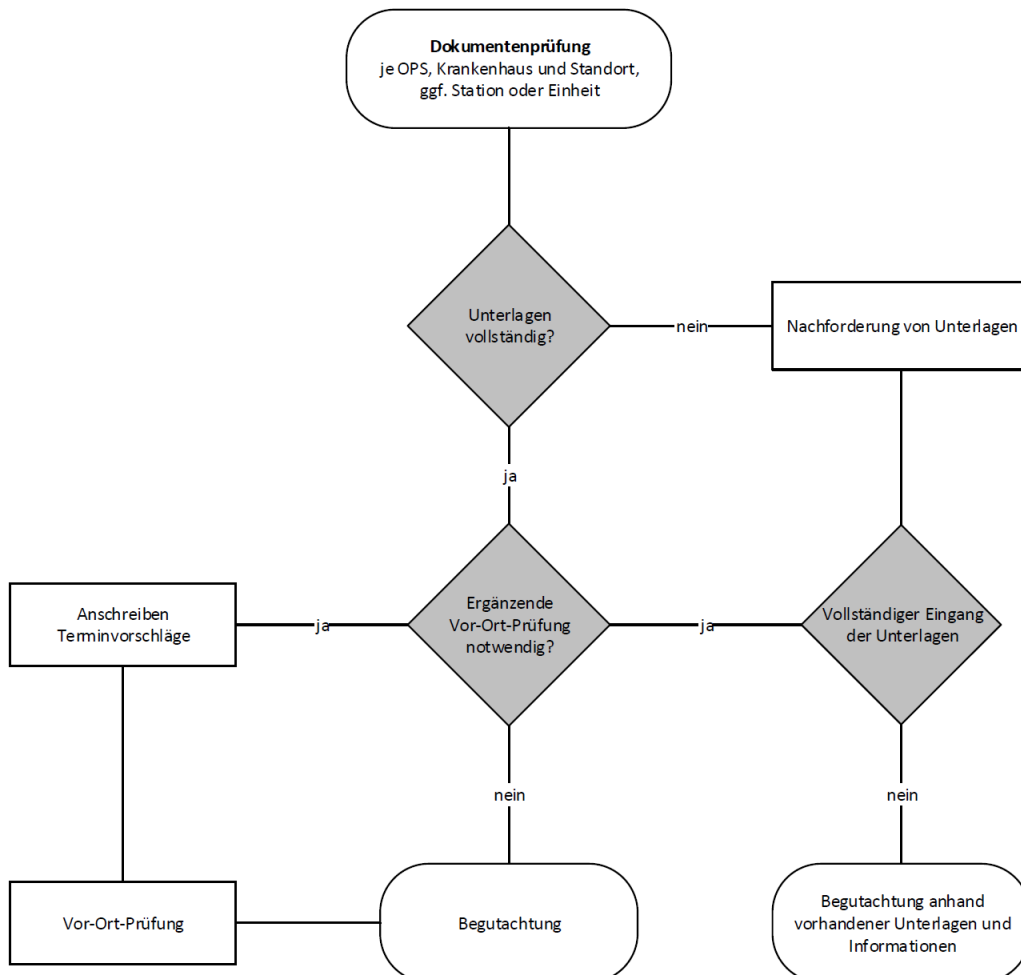 Dokumentenprüfung
je OPS, Krankenhaus und Standort,
ggf. Station oder Einheit
Unterlagen
vollständig?
nein
Nachforderung von Unterlagen
ja
Anschreiben
Terminvorschläge
ja
Ergänzende
Vor-Ort-Prüfung
notwendig?
ja
Vollständiger Eingang
der Unterlagen
nein
nein
Vor-Ort-Prüfung
Begutachtung
Begutachtung anhand
vorhandener Unterlagen und
Informationen